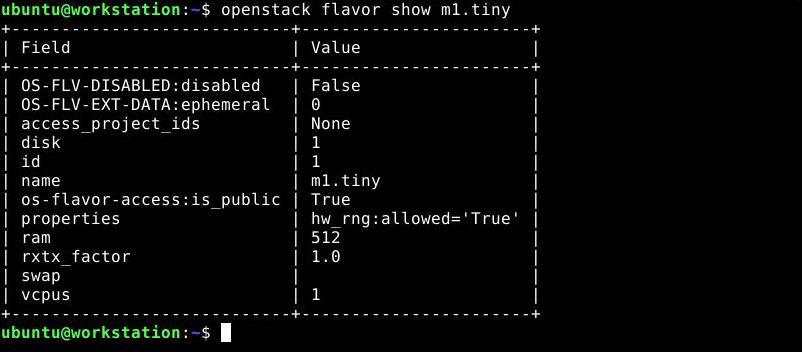 ubuntu@workstation:~$ openstack flavor show m1.tiny
+----------------------------+----------------------+
| Field                      | Value                |
+----------------------------+----------------------+
| OS-FLV-DISABLED:disabled   | False                |
| OS-FLV-EXT-DATA:ephemeral  | 0                    |
| access_project_ids         | None                 |
| disk                       | 1                    |
| id                         | 1                    |
| name                       | m1.tiny              |
| os-flavor-access:is_public | True                 |
| properties                 | hw_rng:allowed='True' |
| ram                        | 512                  |
| rxtx_factor                | 1.0                  |
| swap                       |                      |
| vcpus                      | 1                    |
+----------------------------+----------------------+
ubuntu@workstation:~$